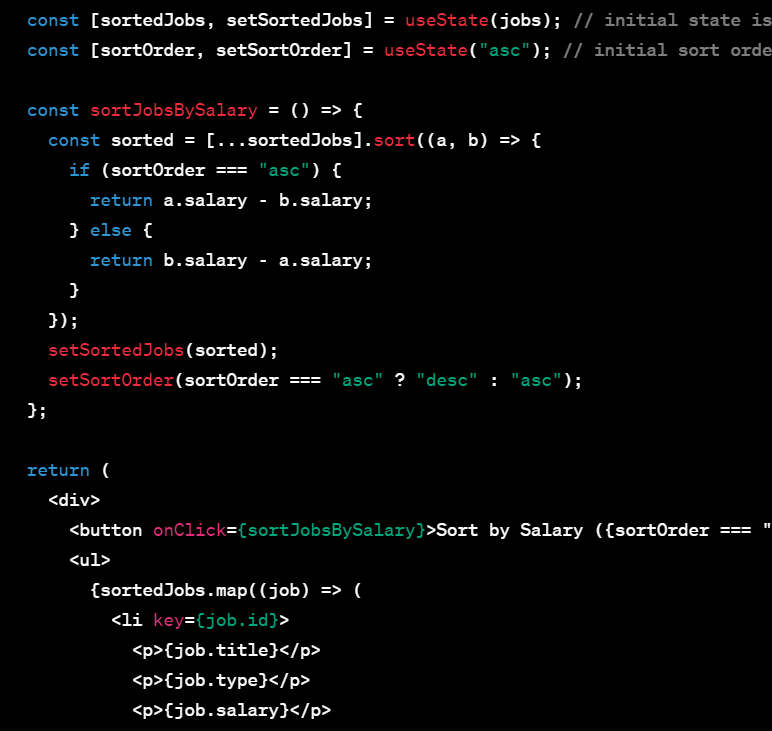 const [sortedJobs, setSortedJobs] = useState(jobs); // initial state is
const [sortOrder, setSortOrder] = useState("asc"); // initial sort orde
const sortJobsBySalary = () => {
const sorted = [...sortedJobs].sort((a, b) => {
if (sortOrder === "asc") {
return a.salary - b.salary;
} else {
return b.salary - a.salary;
}
});
setSortedJobs(sorted);
setSortOrder(sortOrder === "asc" ? "desc" : "asc");
};
return (
<div>
<button onClick={sortJobsBySalary}>Sort by Salary ({sortOrder === "
<ul>
{sortedJobs.map((job) => (
<li key={job.id}>
<p>{job.title}</p>
<p>{job.type}</p>
<p>{job.salary}</p>